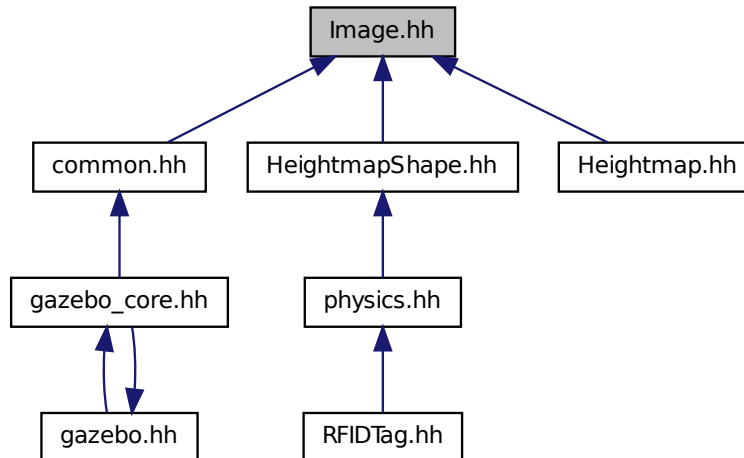 Image.hh
common.hh
HeightmapShape.hh
Heightmap.hh
gazebo_core.hh
physics.hh
gazebo.hh
RFIDTag.hh